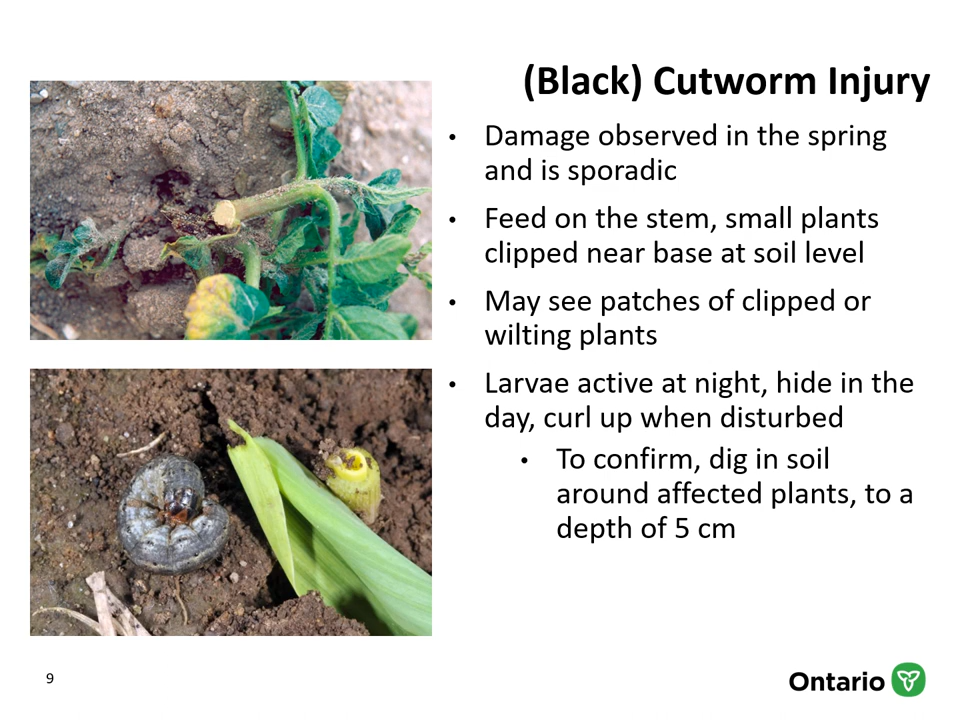 (Black) Cutworm Injury
• Damage observed in the spring
and is sporadic
• Feed on the stem, small plants
clipped near base at soil level
• May see patches of clipped or
wilting plants
• Larvae active at night, hide in the
day, curl up when disturbed
• To confirm, dig in soil
around affected plants, to a
depth of 5 cm
9
Ontario